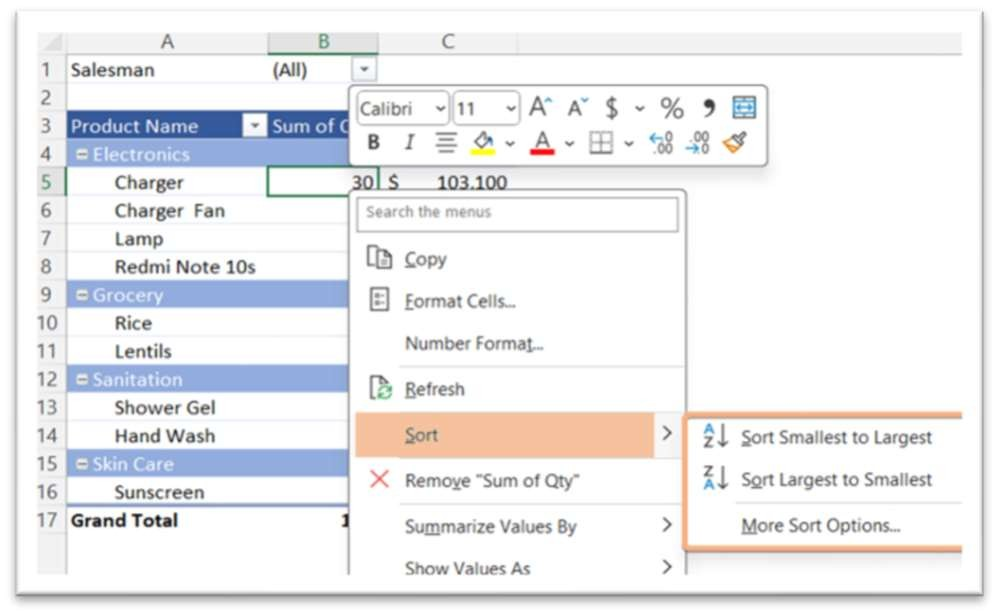 A B C
1 Salesman (All)
2
3 Product Name Sum of
4 Electronics
5 Charger 30 $ 103,100
6 Charger Fan
7 Lamp
8 Redmi Note 10s
9 Grocery
10 Rice
11 Lentils
12 Sanitation
13 Shower Gel
14 Hand Wash
15 Skin Care
16 Sunscreen
17 Grand Total 1
Calibri 11 A A $ % ,
B I A .00 .00
Search the menus
Copy
Format Cells...
Number Format...
Refresh
Sort
Remove "Sum of Qty"
Summarize Values By
Show Values As
Sort Smallest to Largest
Sort Largest to Smallest
More Sort Options...